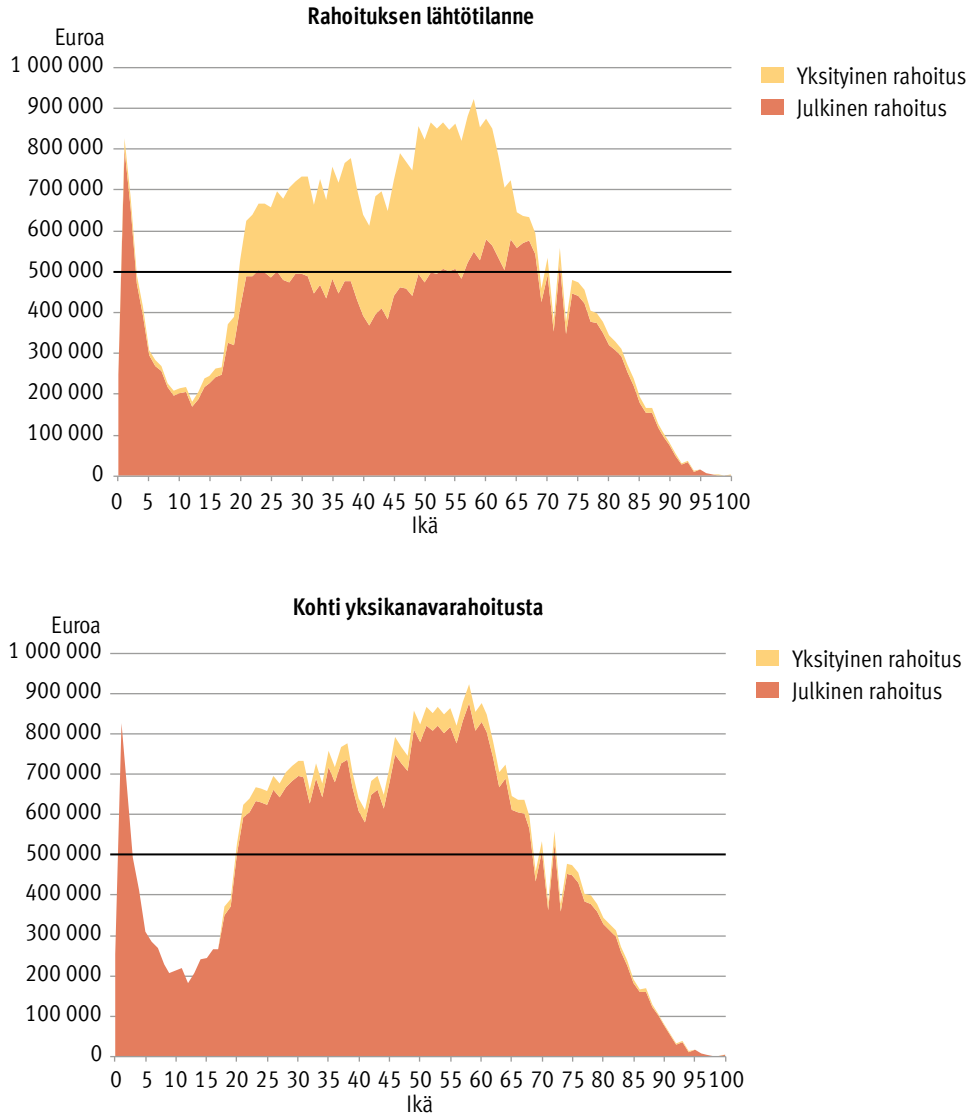 Rahoituksen lähtötilanne
Euroa
1 000 000
900 000
800 000
700 000
600 000
500 000
400 000
300 000
200 000
100 000
0
0 5 10 15 20 25 30 35 40 45 50 55 60 65 70 75 80 85 90 95 100
Ikä
Yksityinen rahoitus
Julkinen rahoitus
Kohti yksikanavarahoitusta
Euroa
1 000 000
900 000
800 000
700 000
600 000
500 000
400 000
300 000
200 000
100 000
0
0 5 10 15 20 25 30 35 40 45 50 55 60 65 70 75 80 85 90 95 100
Ikä
Yksityinen rahoitus
Julkinen rahoitus